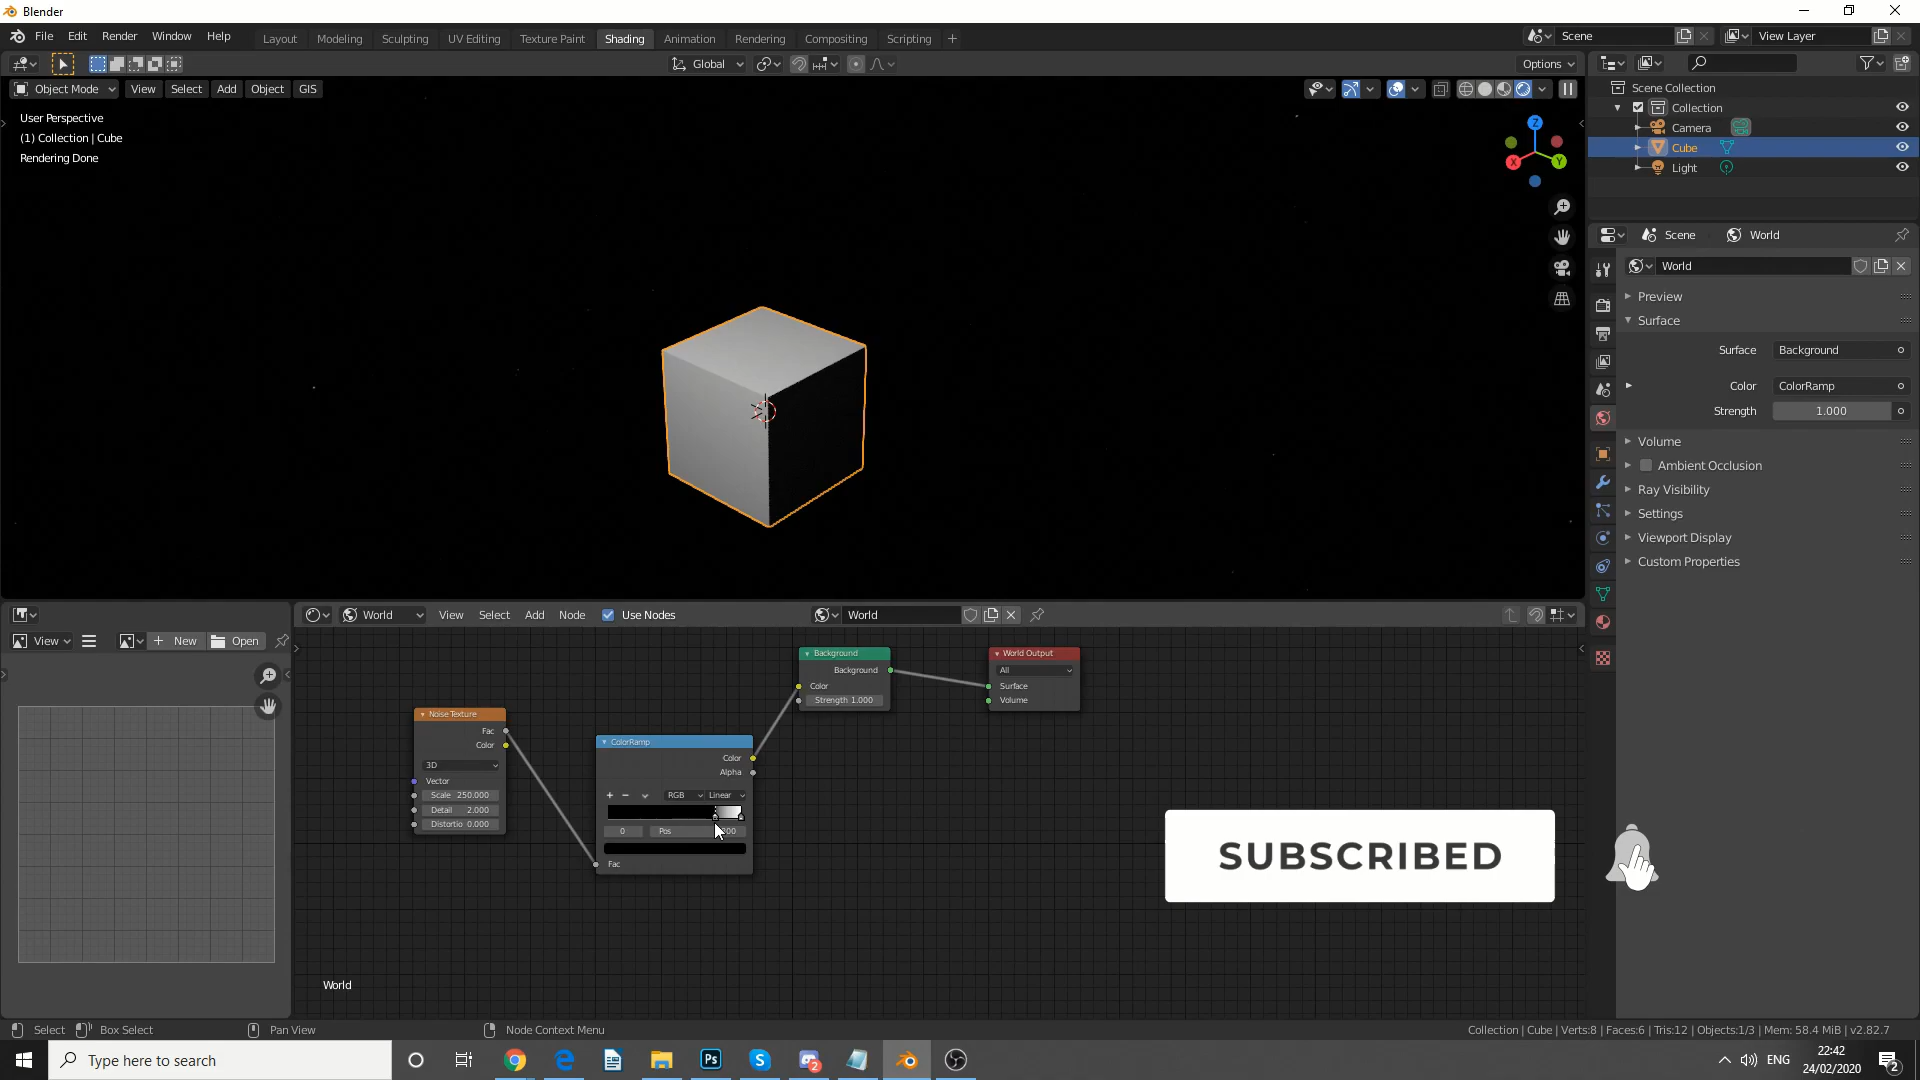 Blender
File Edit Render Window Help
Layout Modeling Sculpting UV Editing Texture Paint Shading Animation Rendering Compositing Scripting +
Scene
View Layer
Global
Options
Object Mode View Select Add Object GIS
User Perspective
(1) Collection | Cube
Rendering Done
Z
X
Y
Scene Collection
Collection
Camera
Cube
Light
Scene World
World
Preview
Surface
Surface Background
Color ColorRamp
Strength 1.000
Volume
Ambient Occlusion
Ray Visibility
Settings
Viewport Display
Custom Properties
World View Select Add Node Use Nodes
World
View New Open
Background
Background
Color
Strength 1.000
World Output
All
Surface
Volume
Noise Texture
Fac
Color
3D
Vector
Scale 250.000
Detail 2.000
Distortio 0.000
ColorRamp
Color
Alpha
RGB Linear
0 Pos
Fac
SUBSCRIBED
World
Select Box Select Pan View Node Context Menu
Collection | Cube | Verts:8 | Faces:6 | Tris:12 | Objects:1/3 | Mem: 58.4 MiB | v2.82.7
Type here to search
Ps
2
ENG
22:42
24/02/2020
2